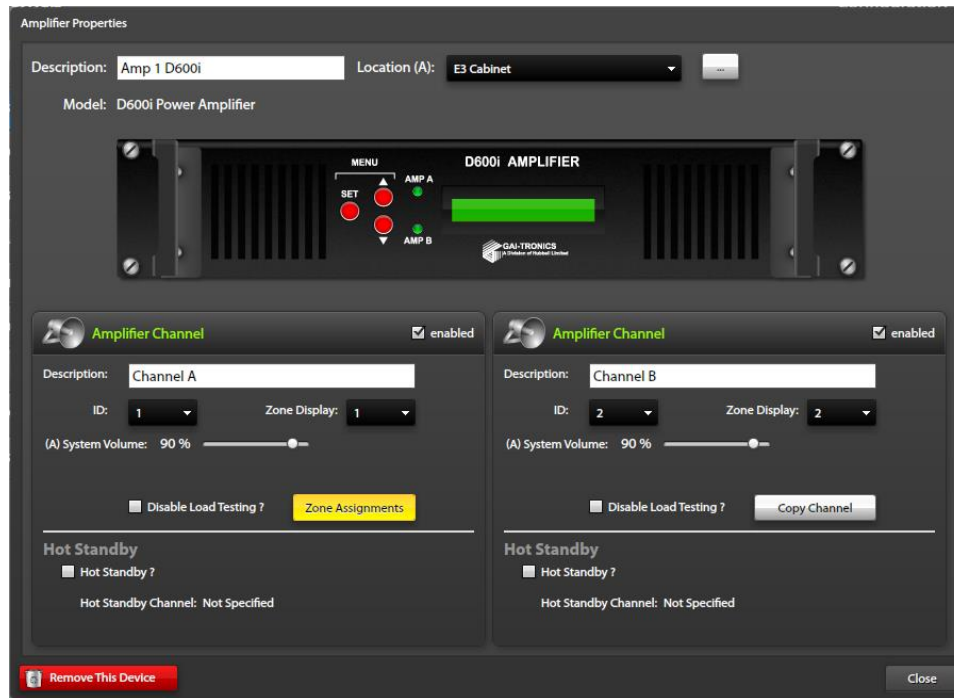 Amplifier Properties
Description: Amp 1 D600i Location (A): E3 Cabinet ...
Model: D600i Power Amplifier
MENU D600i AMPLIFIER
SET AMP A
AMP B
GAI-TRONICS
A Division of Hubbell Limited
Amplifier Channel enabled
Description: Channel A
ID: 1 Zone Display: 1
(A) System Volume: 90 %
Disable Load Testing ? Zone Assignments
Hot Standby
Hot Standby ?
Hot Standby Channel: Not Specified
Amplifier Channel enabled
Description: Channel B
ID: 2 Zone Display: 2
(A) System Volume: 90 %
Disable Load Testing ? Copy Channel
Hot Standby
Hot Standby ?
Hot Standby Channel: Not Specified
Remove This Device Close